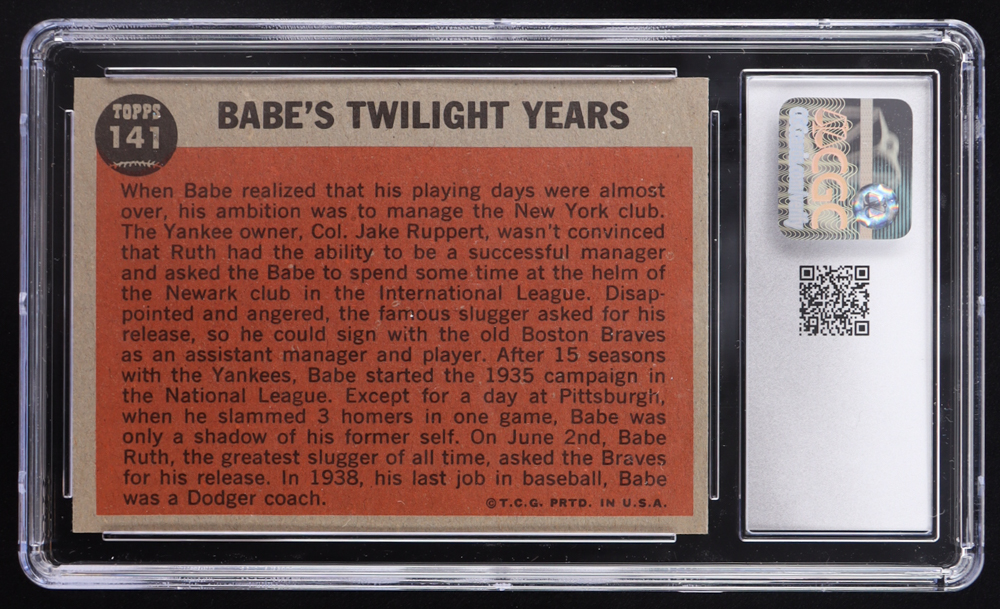 TOPPS
141
BABE'S TWILIGHT YEARS
When Babe realized that his playing days were almost
over, his ambition was to manage the New York club.
The Yankee owner, Col. Jake Ruppert, wasn't convinced
that Ruth had the ability to be a successful manager
and asked the Babe to spend some time at the helm of
the Newark club in the International League. Disap-
pointed and angered, the famous slugger asked for his
release, so he could sign with the old Boston Braves
as an assistant manager and player. After 15 seasons
with the Yankees, Babe started the 1935 campaign in
the National League. Except for a day at Pittsburgh,
when he slammed 3 homers in one game, Babe was
only a shadow of his former self. On June 2nd, Babe
Ruth, the greatest slugger of all time, asked the Braves
for his release. In 1938, his last job in baseball, Babe
was a Dodger coach.
© T.C.G. PRTD. IN U.S.A.
CGC